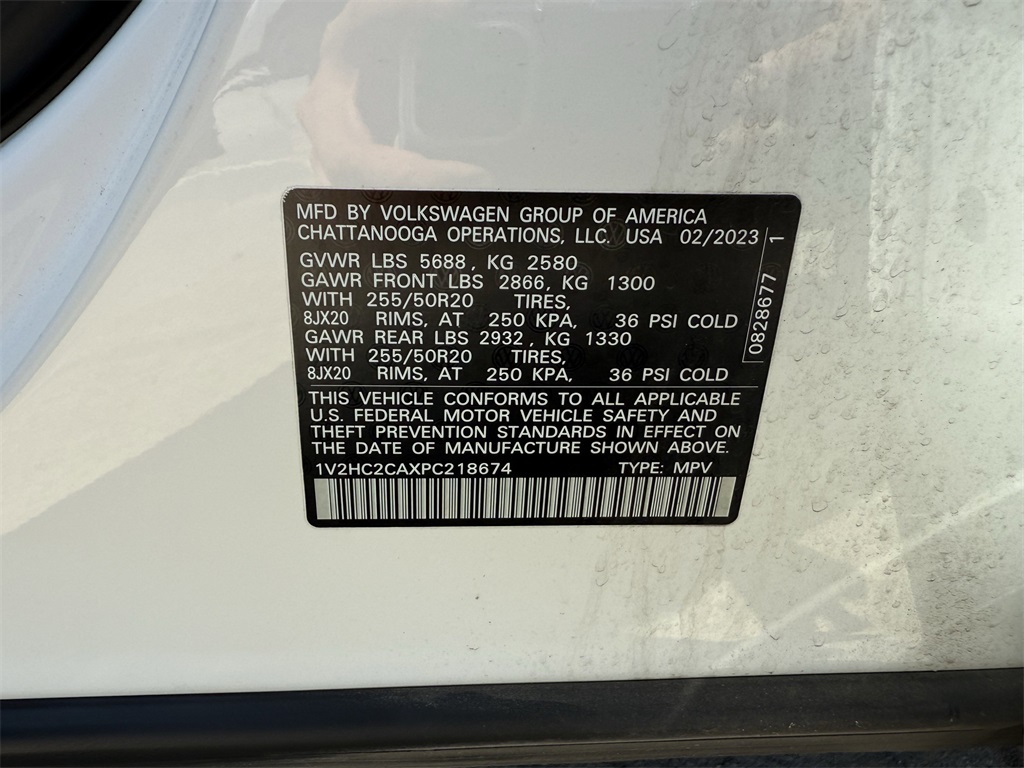 MFD BY VOLKSWAGEN GROUP OF AMERICA
CHATTANOOGA OPERATIONS, LLC. USA 02/2023
GVWR LBS 5688, KG 2580
GAWR FRONT LBS 2866, KG 1300
WITH 255/50R20 TIRES,
8JX20 RIMS, AT 250 KPA, 36 PSI COLD
GAWR REAR LBS 2932, KG 1330
WITH 255/50R20 TIRES,
8JX20 RIMS, AT 250 KPA, 36 PSI COLD
0828677 1
THIS VEHICLE CONFORMS TO ALL APPLICABLE
U.S. FEDERAL MOTOR VEHICLE SAFETY AND
THEFT PREVENTION STANDARDS IN EFFECT ON
THE DATE OF MANUFACTURE SHOWN ABOVE.
1V2HC2CAXPC218674 TYPE: MPV